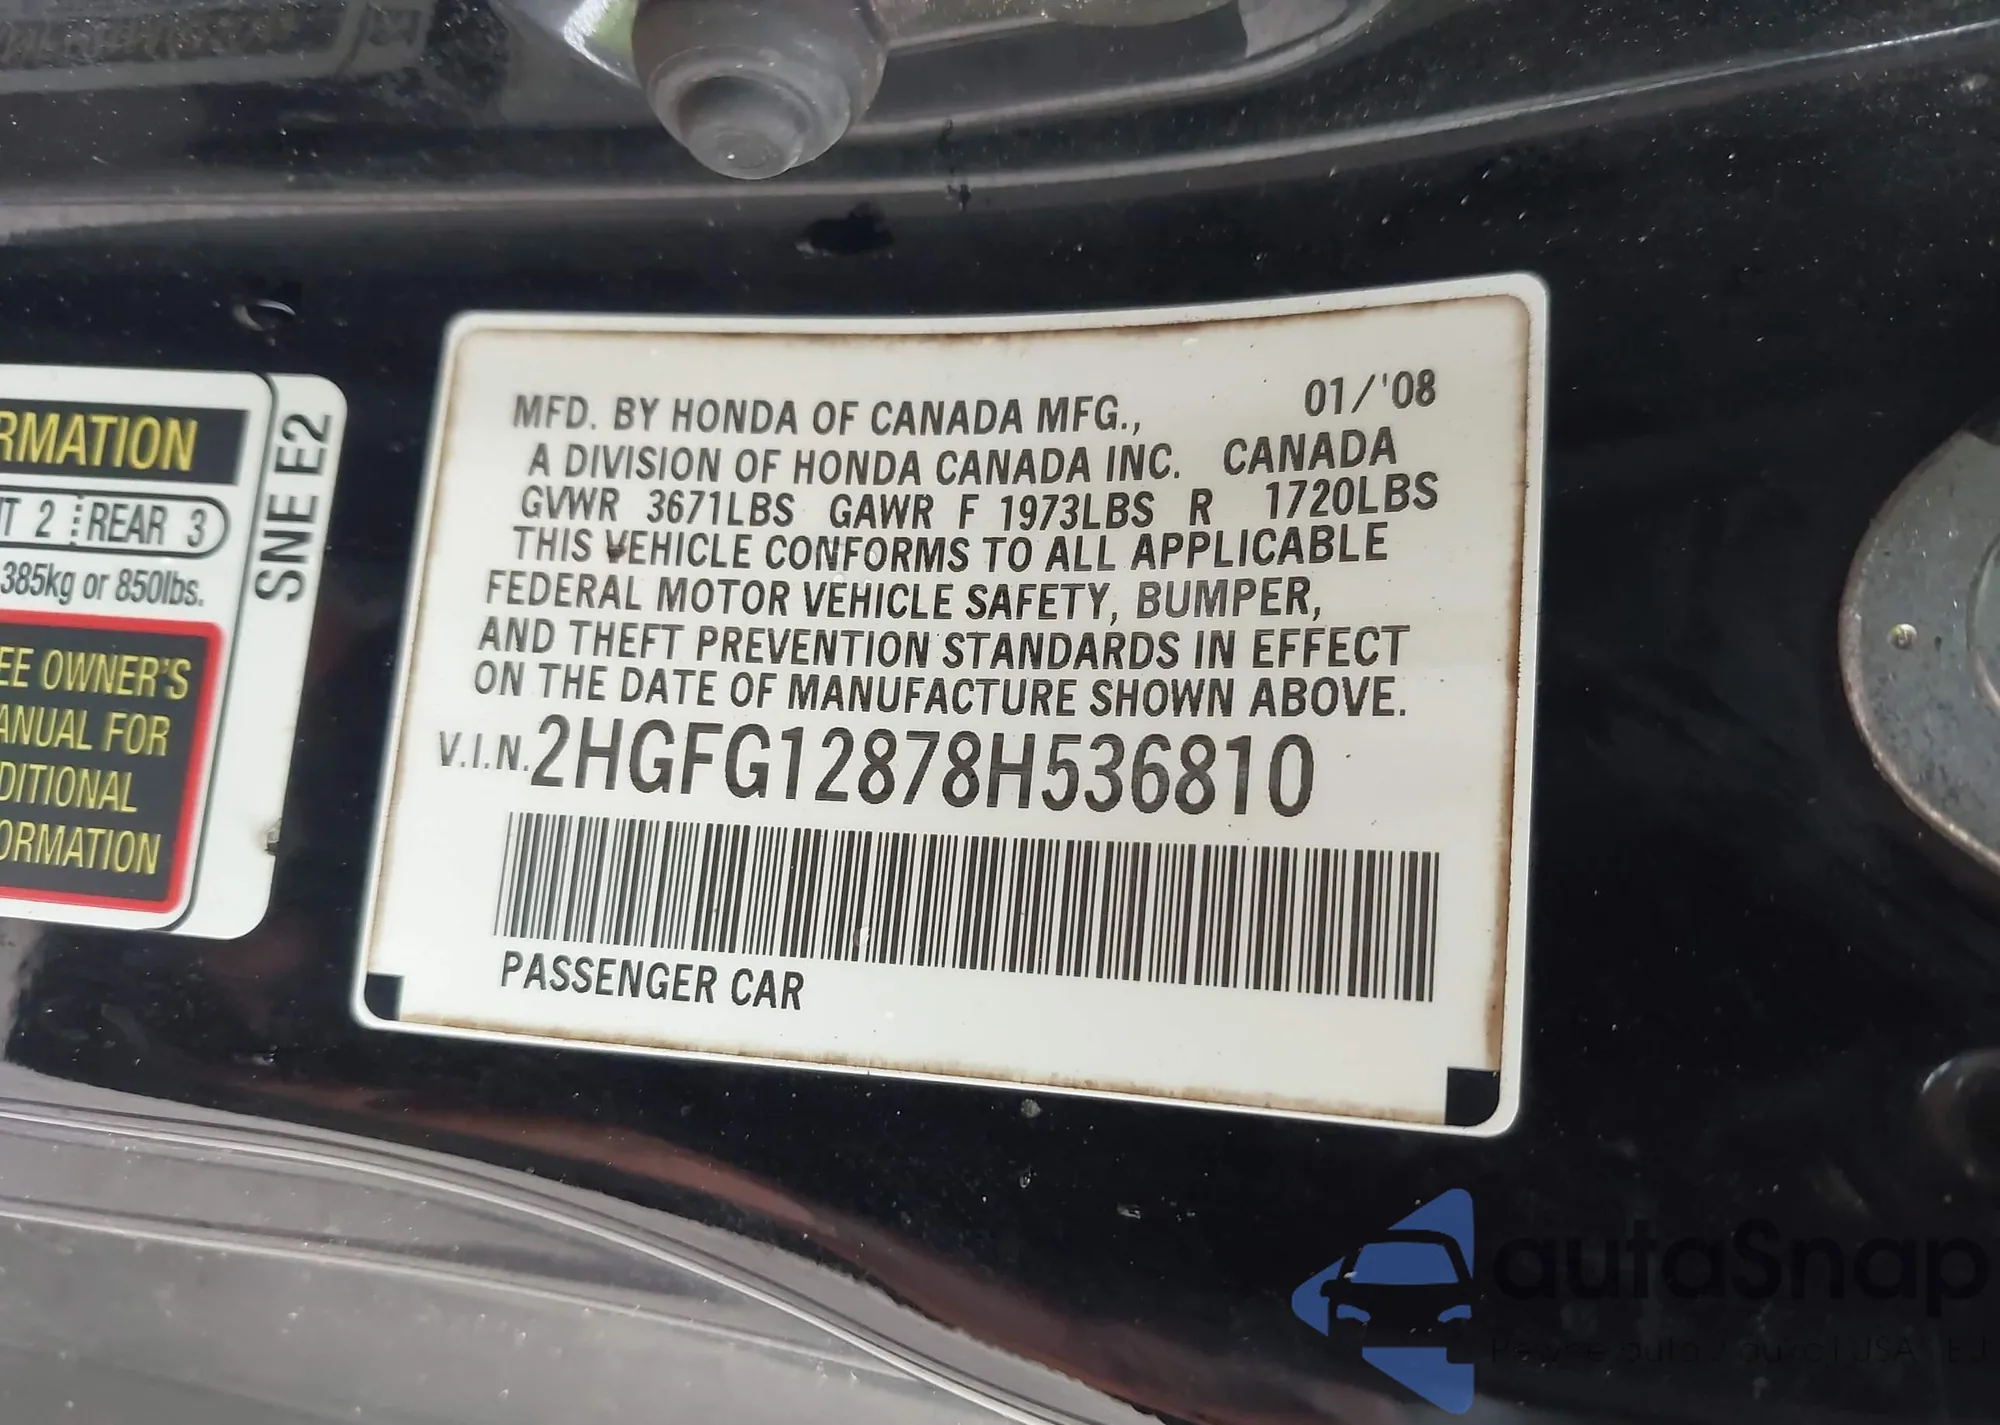 RMATION
T 2 REAR 3
385kg or 850lbs.
EE OWNER'S
ANUAL FOR
DITIONAL
ORMATION
SNE E2
MFD. BY HONDA OF CANADA MFG., 01/'08
A DIVISION OF HONDA CANADA INC. CANADA
GVWR 3671LBS GAWR F 1973LBS R 1720LBS
THIS VEHICLE CONFORMS TO ALL APPLICABLE
FEDERAL MOTOR VEHICLE SAFETY, BUMPER,
AND THEFT PREVENTION STANDARDS IN EFFECT
ON THE DATE OF MANUFACTURE SHOWN ABOVE.
V.I.N. 2HGFG12878H536810
PASSENGER CAR
autaSnap